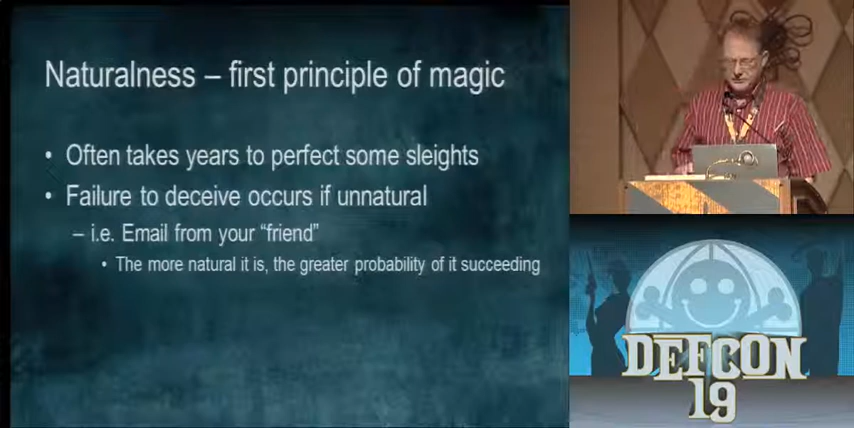 Naturalness – first principle of magic
• Often takes years to perfect some sleights
• Failure to deceive occurs if unnatural
– i.e. Email from your “friend”
• The more natural it is, the greater probability of it succeeding
DEFCON
19